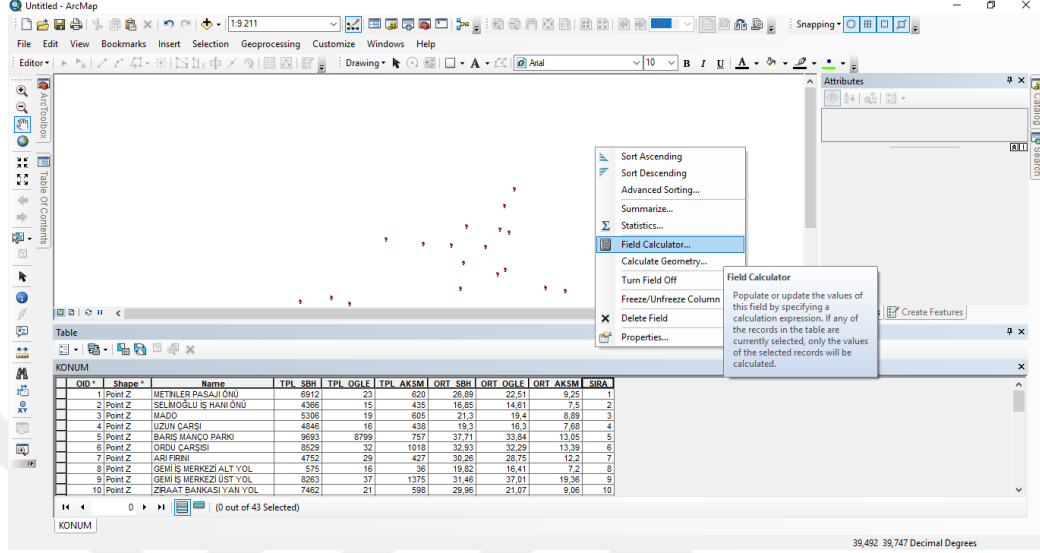 Untitled - ArcMap
1:9.211
Snapping
File Edit View Bookmarks Insert Selection Geoprocessing Customize Windows Help
Editor Drawing Arial 10 B I U A
Attributes
ArcToolbox
Table Of Contents
Catalog
Search
Sort Ascending
Sort Descending
Advanced Sorting...
Summarize...
Σ Statistics...
Field Calculator...
Calculate Geometry...
Turn Field Off
Freeze/Unfreeze Column
Delete Field
Properties...
Field Calculator
Populate or update the values of
this field by specifying a
calculation expression. If any of
the records in the table are
currently selected, only the values
of the selected records will be
calculated.
Create Features
Table
KONUM
OID * Shape * Name TPL_SBH TPL_OGLE TPL_AKSM ORT_SBH ORT_OGLE ORT_AKSM SIRA
1 Point Z METİNLER PASAJI ÖNÜ 6912 23 620 26,89 22,51 9,25 1
2 Point Z SELİMOĞLU İŞ HANI ÖNÜ 4366 15 435 16,85 14,61 7,5 2
3 Point Z MADO 5306 19 605 21,3 19,4 8,89 3
4 Point Z UZUN ÇARŞI 4846 16 438 19,3 16,3 7,68 4
5 Point Z BARIŞ MANÇO PARKI 9693 8799 757 37,71 33,84 13,05 5
6 Point Z ORDU ÇARŞISI 8529 32 1018 32,93 32,29 13,39 6
7 Point Z ARI FIRINI 4752 29 427 30,26 28,75 12,2 7
8 Point Z GEMİ İŞ MERKEZİ ALT YOL 575 16 36 19,82 16,41 7,2 8
9 Point Z GEMİ İŞ MERKEZİ ÜST YOL 8263 37 1375 31,46 37,01 19,36 9
10 Point Z ZİRAAT BANKASI YAN YOL 7462 21 598 29,96 21,07 9,06 10
0 (0 out of 43 Selected)
KONUM
39,492 39,747 Decimal Degrees